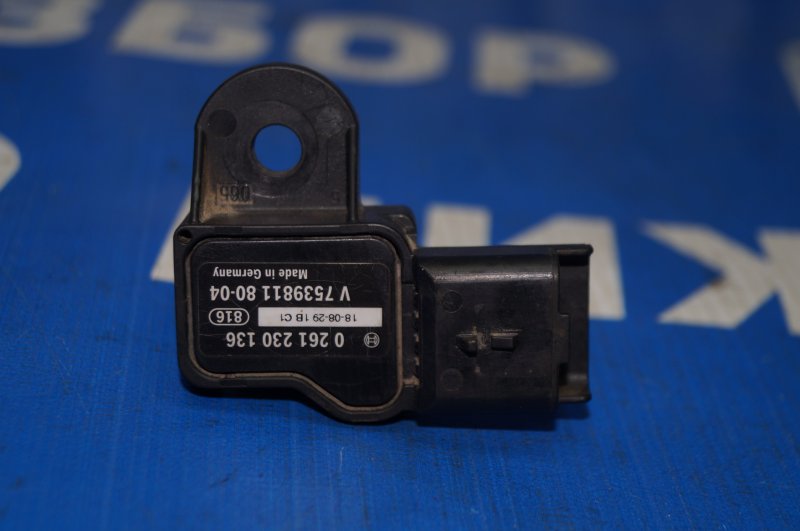 0 261 230 136
18-08-29 1B C1
816
V 7539811 80-04
Made in Germany